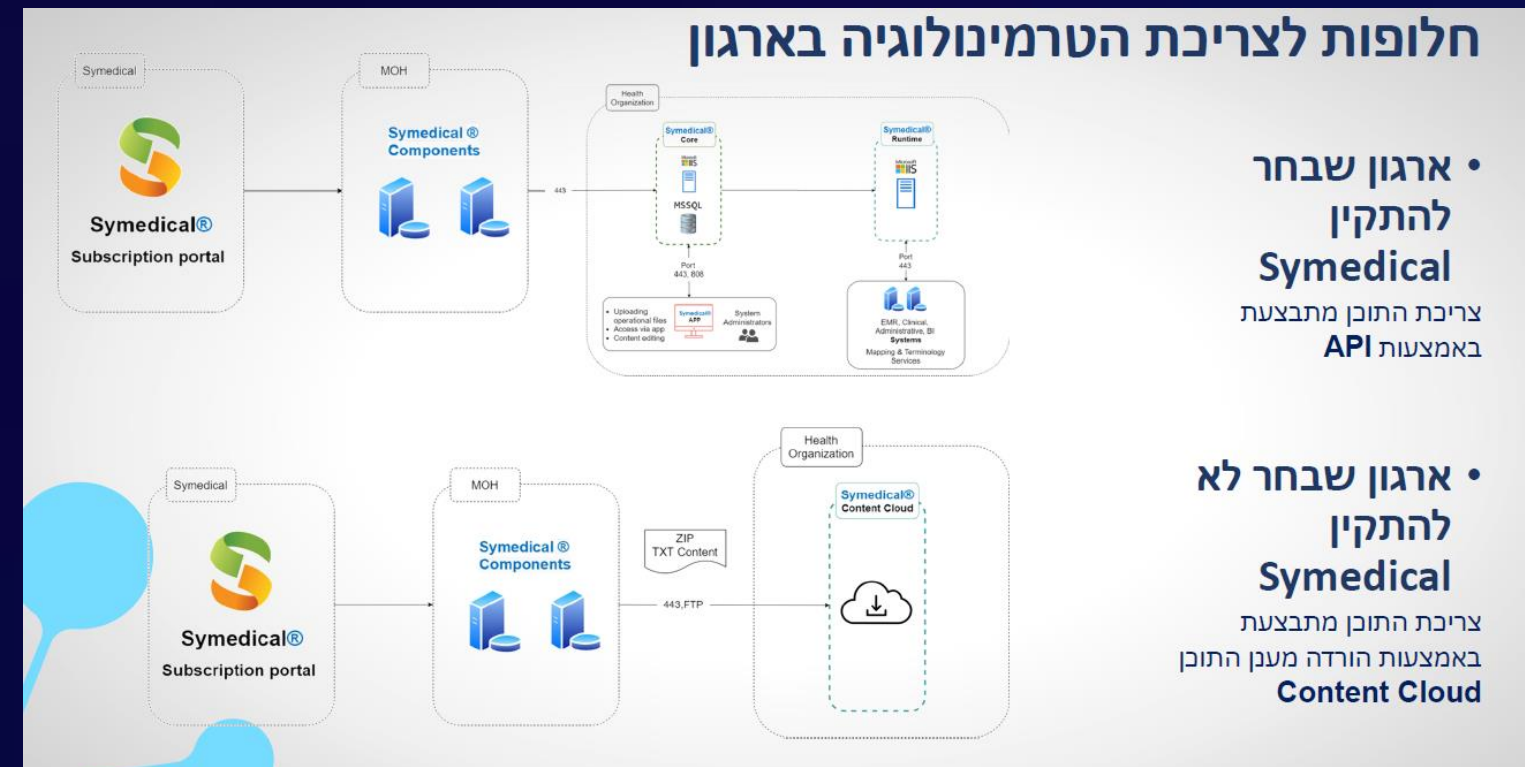 חלופות לצריכת הטרמינולוגיה בארגון
• ארגון שבחר
להתקין
Symedical
צריכת התוכן מתבצעת
באמצעות API
Symedical
Symedical®
Subscription portal
MOH
Symedical ®
Components
443
Health
Organization
Symedical®
Core
Microsoft
IIS
MSSQL
Port
443, 808
• Uploading
operational files
• Access via app
• Content editing
Symedical®
APP
System
Administrators
Symedical®
Runtime
Microsoft
IIS
Port
443
EMR, Clinical,
Administrative, BI
Systems
Mapping & Terminology
Services
• ארגון שבחר לא
להתקין
Symedical
צריכת התוכן מתבצעת
באמצעות הורדה מענן התוכן
Content Cloud
Symedical
Symedical®
Subscription portal
MOH
Symedical ®
Components
ZIP
TXT Content
443,FTP
Health
Organization
Symedical®
Content Cloud